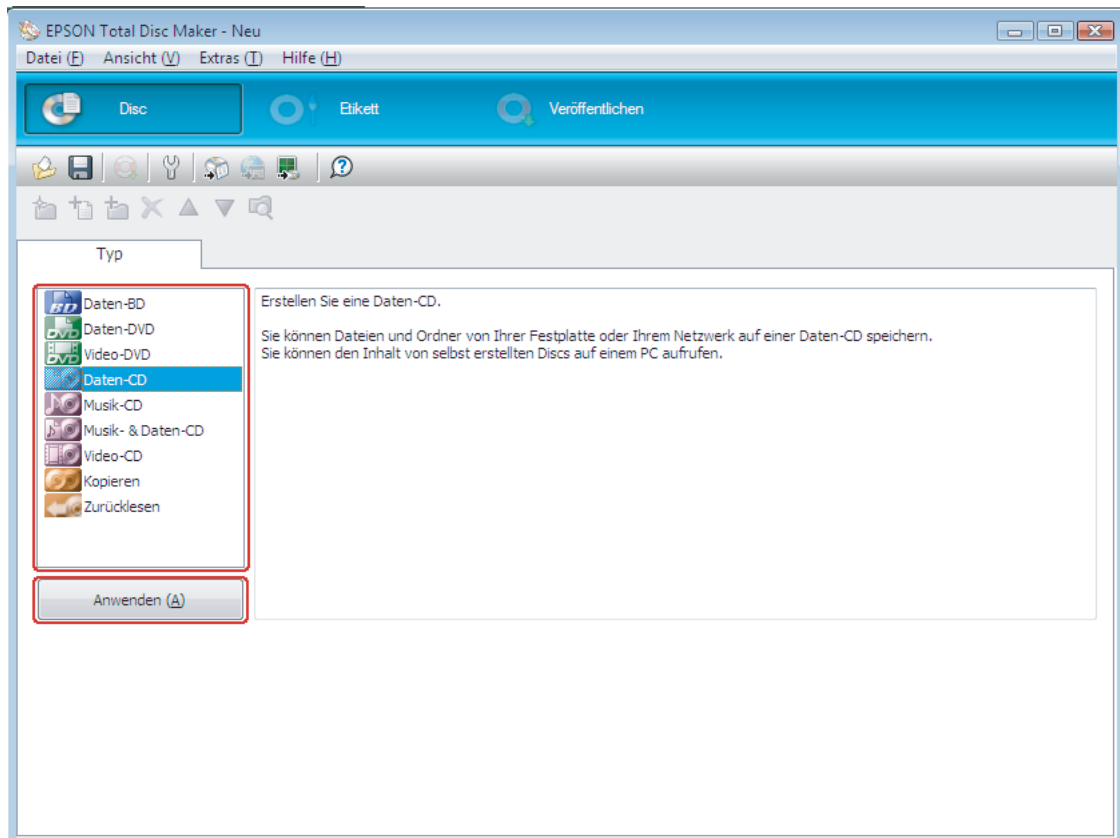 EPSON Total Disc Maker - Neu
Datei (F) Ansicht (V) Extras (T) Hilfe (H)
Disc Etikett Veröffentlichen
Typ
BD Daten-BD
DVD Daten-DVD
DVD Video-DVD
Daten-CD
Musik-CD
Musik- & Daten-CD
Video-CD
Kopieren
Zurücklesen
Anwenden (A)
Erstellen Sie eine Daten-CD.
Sie können Dateien und Ordner von Ihrer Festplatte oder Ihrem Netzwerk auf einer Daten-CD speichern.
Sie können den Inhalt von selbst erstellten Discs auf einem PC aufrufen.